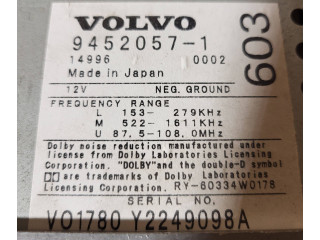 VOLVO
9452057-1
14996 0002
Made in Japan
603
12V NEG. GROUND
FREQUENCY RANGE
L 153- 279KHz
M 522-1611KHz
U 87.5-108.0MHz
Dolby noise reduction manufactured under
license from Dolby Laboratories Licensing
Corporation. "DOLBY"and the double-D symbol
are trademarks of Dolby Laboratories
Licensing Corporation. RY-60334W0178
SERIAL NO.
VO1780 Y2249098A